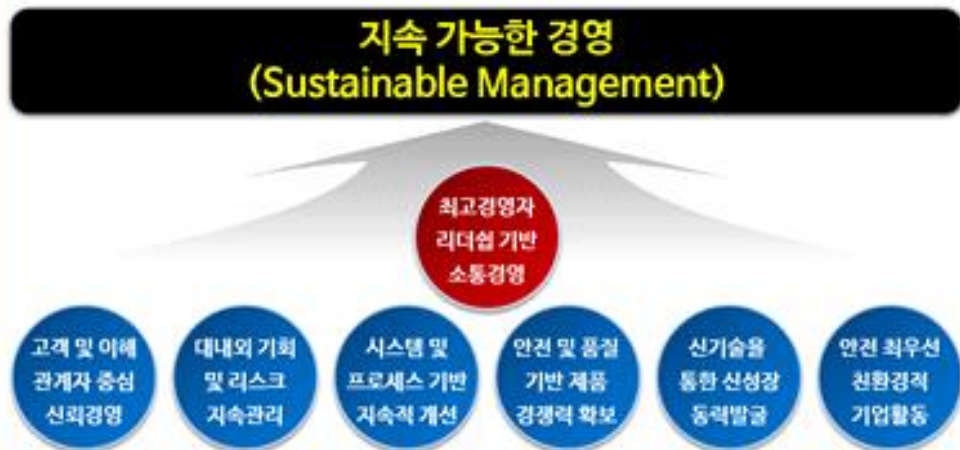 지속 가능한 경영
(Sustainable Management)
최고경영자
리더쉽 기반
소통경영
고객 및 이해
관계자 중심
신뢰경영
대내외 기회
및 리스크
지속관리
시스템 및
프로세스 기반
지속적 개선
안전 및 품질
기반 제품
경쟁력 확보
신기술을
통한 신성장
동력발굴
안전 최우선
친환경적
기업활동